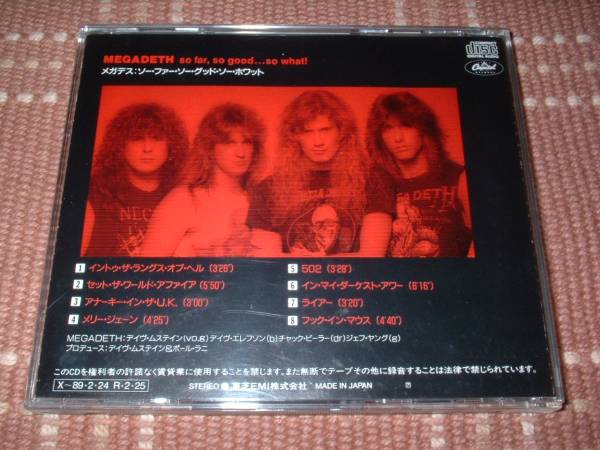 MEGADETH so far, so good...so what!
メガデス:ソー・ファー・ソー・グッド・ソー・ホワット
COMPACT
disc
DIGITAL AUDIO
Capitol
MEGADETH
1 イントゥ・ザ・ラングス・オブ・ヘル (3'26")
2 セット・ザ・ワールド・アファイア (5'50")
3 アナーキー・イン・ザ・U.K. (3'00")
4 メリー・ジェーン (4'25")
5 502 (3'28")
6 イン・マイ・ダーケスト・アワー (6'16")
7 ライアー (3'20")
8 フック・イン・マウス (4'40")
MEGADETH:デイヴ・ムステイン(vo.g)デイヴ・エレフソン(b)チャック・ビーラー(dr)ジェフ・ヤング(g)
プロデュース:デイヴ・ムステイン&ポール・ラニ
このCDを権利者の許諾なく賃貸業に使用することを禁じます。また無断でテープその他に録音することは法律で禁じられています。
X-89・2・24 R・2・25
STEREO 東芝EMI株式会社 MADE IN JAPAN